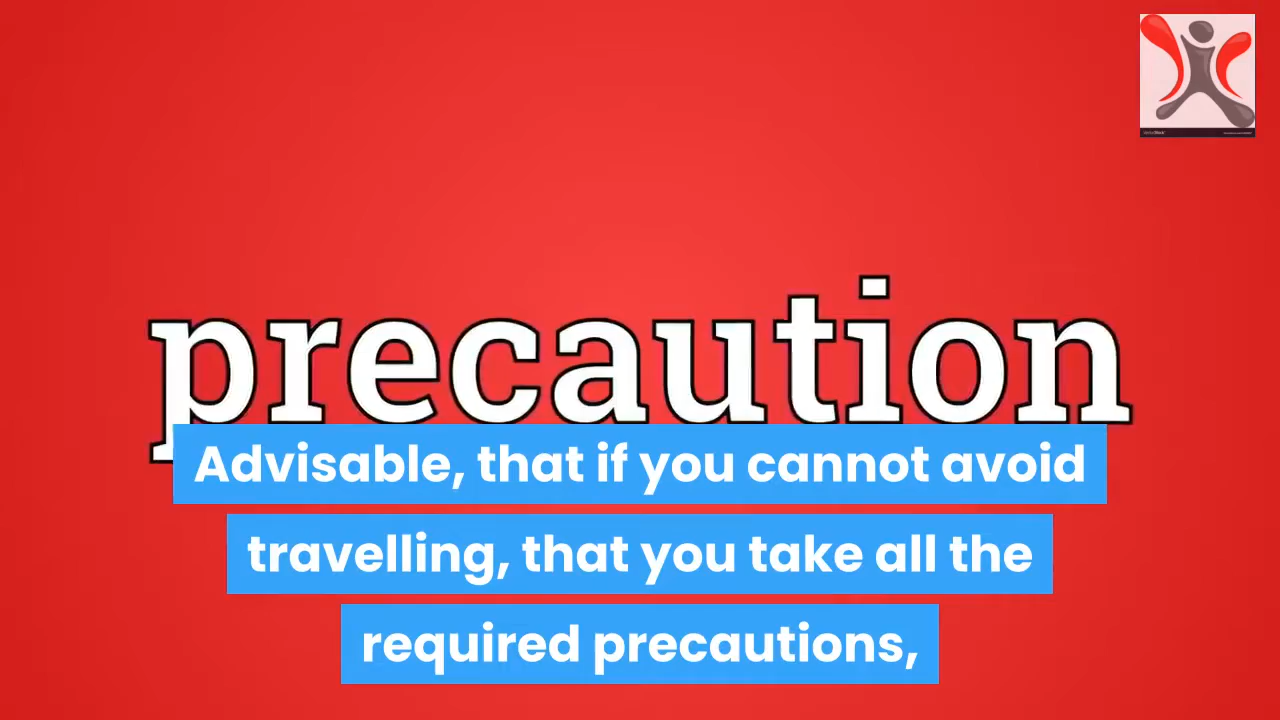 precaution
Advisable, that if you cannot avoid
travelling, that you take all the
required precautions,